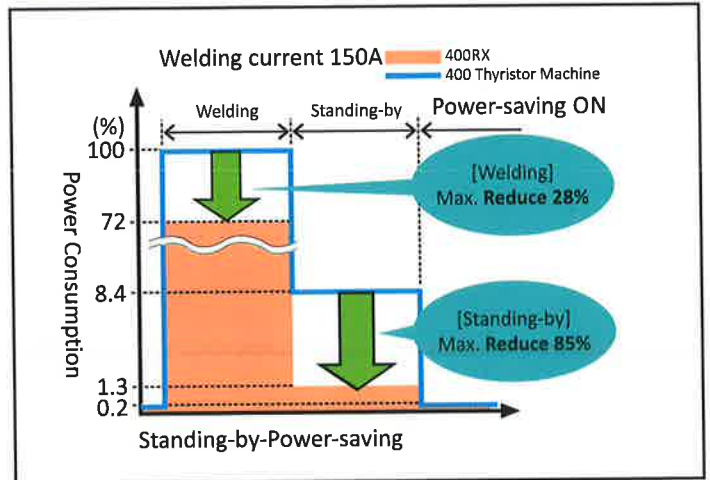 Welding current 150A
400RX
400 Thyristor Machine
Welding
Standing-by
Power-saving ON
(%)
100
72
8.4
1.3
0.2
Power Consumption
[Welding]
Max. Reduce 28%
[Standing-by]
Max. Reduce 85%
Standing-by-Power-saving